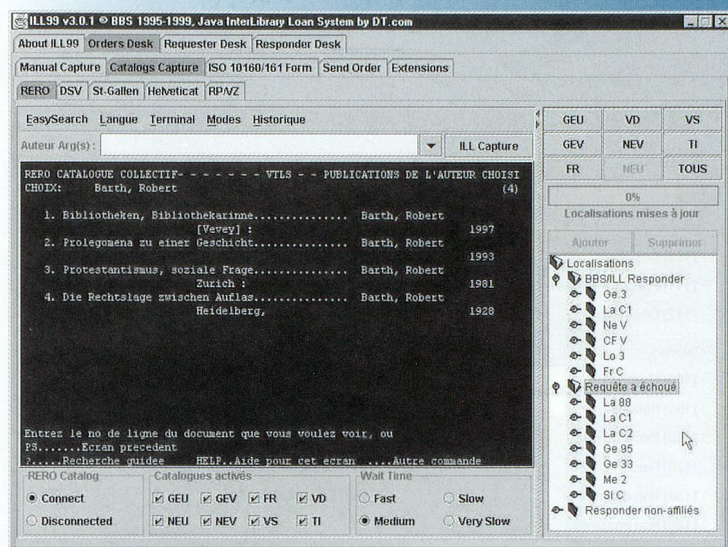 ILL99 v3.0.1 © BBS 1995-1999, Java InterLibrary Loan System by DT.com
About ILL99 Orders Desk Requester Desk Responder Desk
Manual Capture Catalogs Capture ISO 10160/161 Form Send Order Extensions
RERO DSV St-Gallen Helveticat RP/VZ
EasySearch Langue Terminal Modes Historique
Auteur Arg(s) : ILL Capture
RERO CATALOGUE COLLECTIF- - - - - - - VTLS - - PUBLICATIONS DE L'AUTEUR CHOISI
CHOIX: Barth, Robert (4)
1. Bibliotheken, Bibliothekarinne............... Barth, Robert
[Vevey] : 1997
2. Prolegomena zu einer Geschicht............... Barth, Robert
1993
3. Protestantismus, soziale Frage............... Barth, Robert
Zurich : 1981
4. Die Rechtslage zwischen Auflas............... Barth, Robert
Heidelberg, 1928
Entrez le no de ligne du document que vous voulez voir, ou
PS.......Ecran precedent
?.....Recherche guidee HELP..Aide pour cet ecran ....Autre commande
RERO Catalog Catalogues activés Wait Time
Connect GEU GEV FR VD Fast Slow
Disconnected NEU NEV VS TI Medium Very Slow
GEU VD VS
GEV NEV TI
FR NEU TOUS
0%
Localisations mises à jour
Ajouter Supprimer
Localisations
BBS/ILL Responder
Ge 3
La C1
Ne V
CF V
Lo 3
Fr C
Requête a échoué
La 88
La C1
La C2
Ge 95
Ge 33
Me 2
Si C
Responder non-affiliés